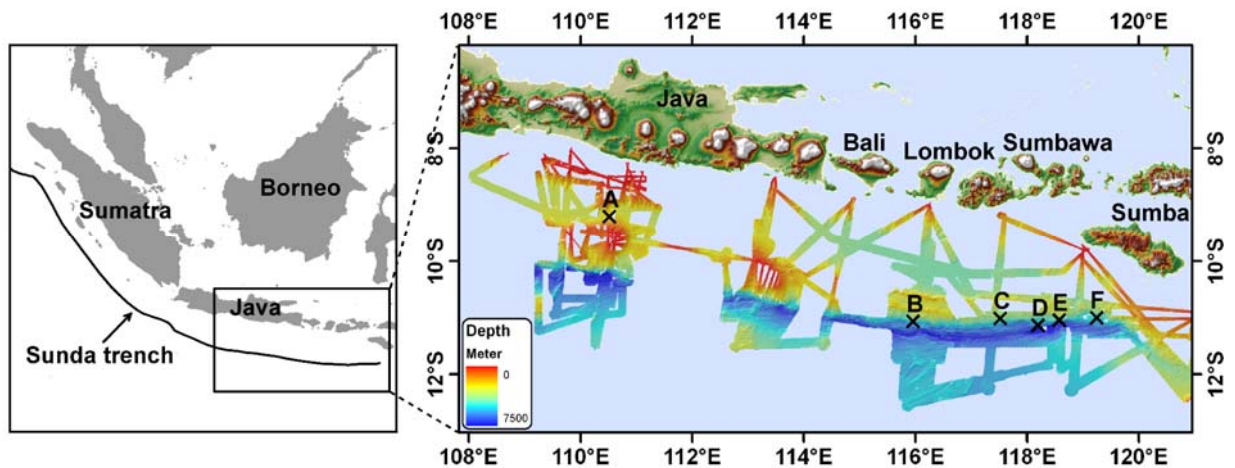 108°E 110°E 112°E 114°E 116°E 118°E 120°E
Borneo
Sumatra
Java
Sunda trench
Java
Bali
Lombok
Sumbawa
Sumba
8°S
8°S
10°S
10°S
12°S
12°S
A
B
C
D
E
F
Depth
Meter
0
7500
108°E 110°E 112°E 114°E 116°E 118°E 120°E